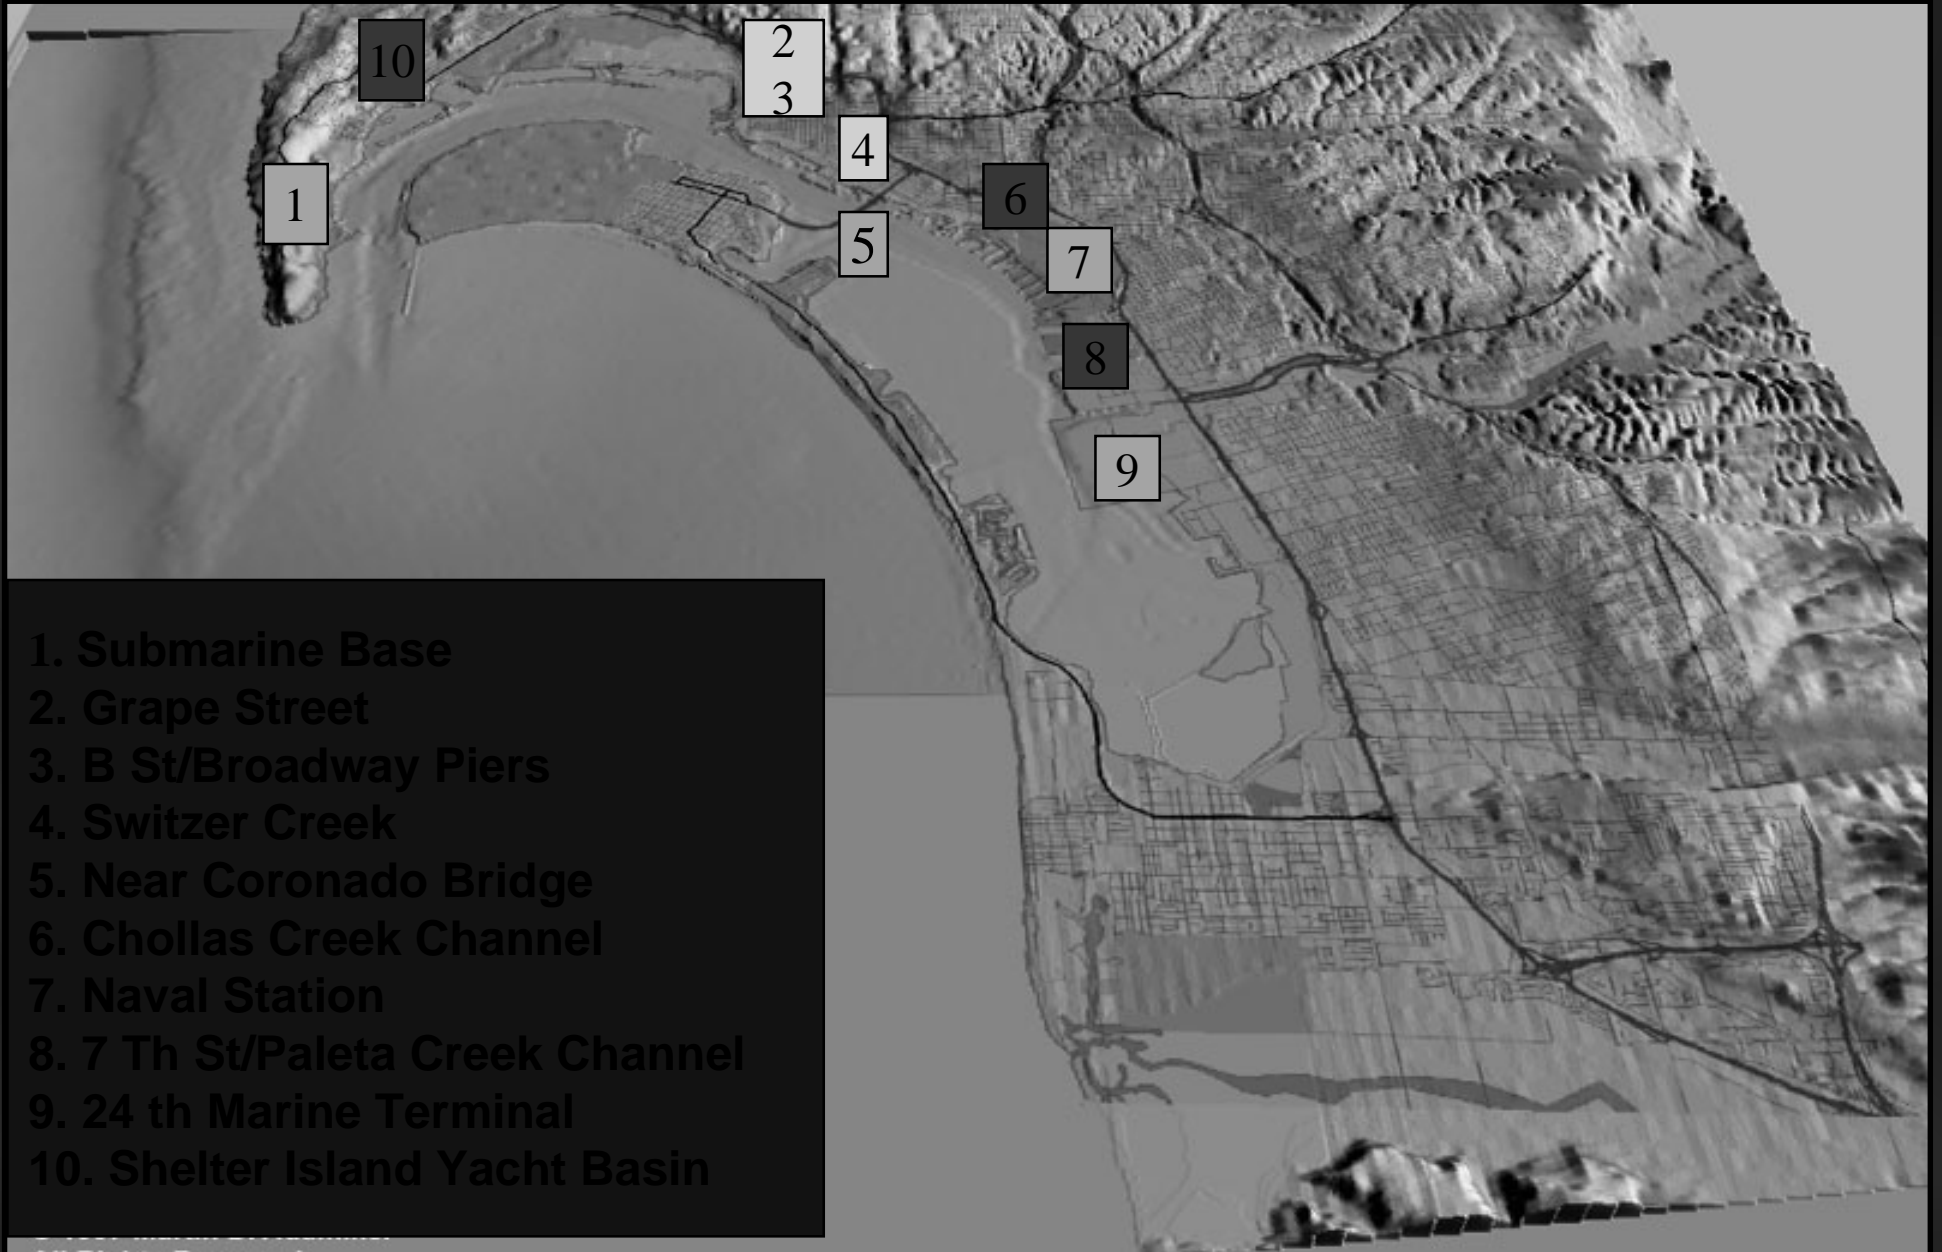 10
2
3
4
1
6
5
7
8
9
1. Submarine Base
2. Grape Street
3. B St/Broadway Piers
4. Switzer Creek
5. Near Coronado Bridge
6. Chollas Creek Channel
7. Naval Station
8. 7 Th St/Paleta Creek Channel
9. 24 th Marine Terminal
10. Shelter Island Yacht Basin